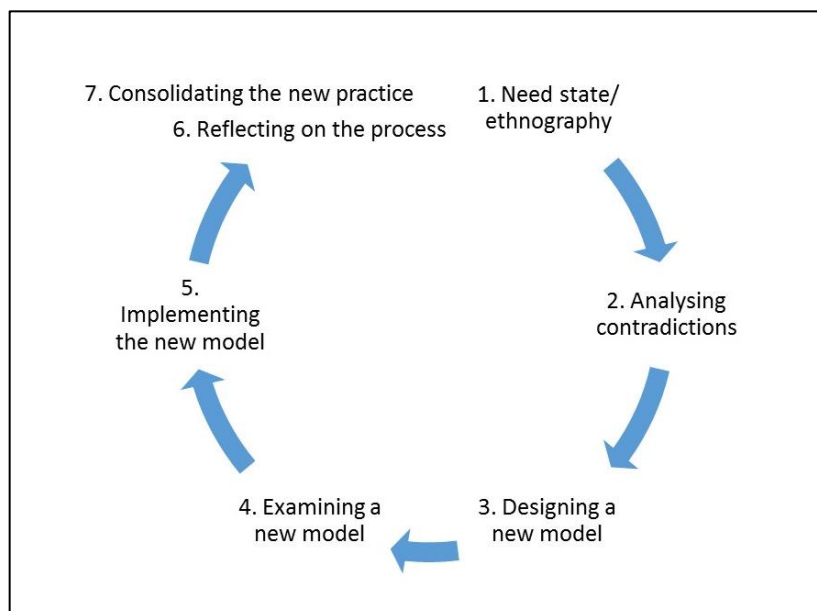 1. Need state/
ethnography
2. Analysing
contradictions
3. Designing a
new model
4. Examining a
new model
5.
Implementing
the new model
7. Consolidating the new practice
6. Reflecting on the process